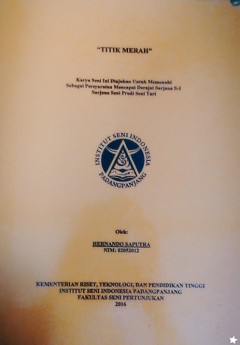 "TITIK MERAH"
Karya Seni Ini Diajukan Untuk Memenuhi
Sebagai Persyaratan Mencapai Derajat Sarjana S-1
Sarjana Seni Prodi Seni Tari
INSTITUT SENI INDONESIA
PADANGPANJANG
Oleh:
HERNANDO SAPUTRA
NIM: 02052012
KEMENTERIAN RISET, TEKNOLOGI, DAN PENDIDIKAN TINGGI
INSTITUT SENI INDONESIA PADANGPANJANG
FAKULTAS SENI PERTUNJUKAN
2016